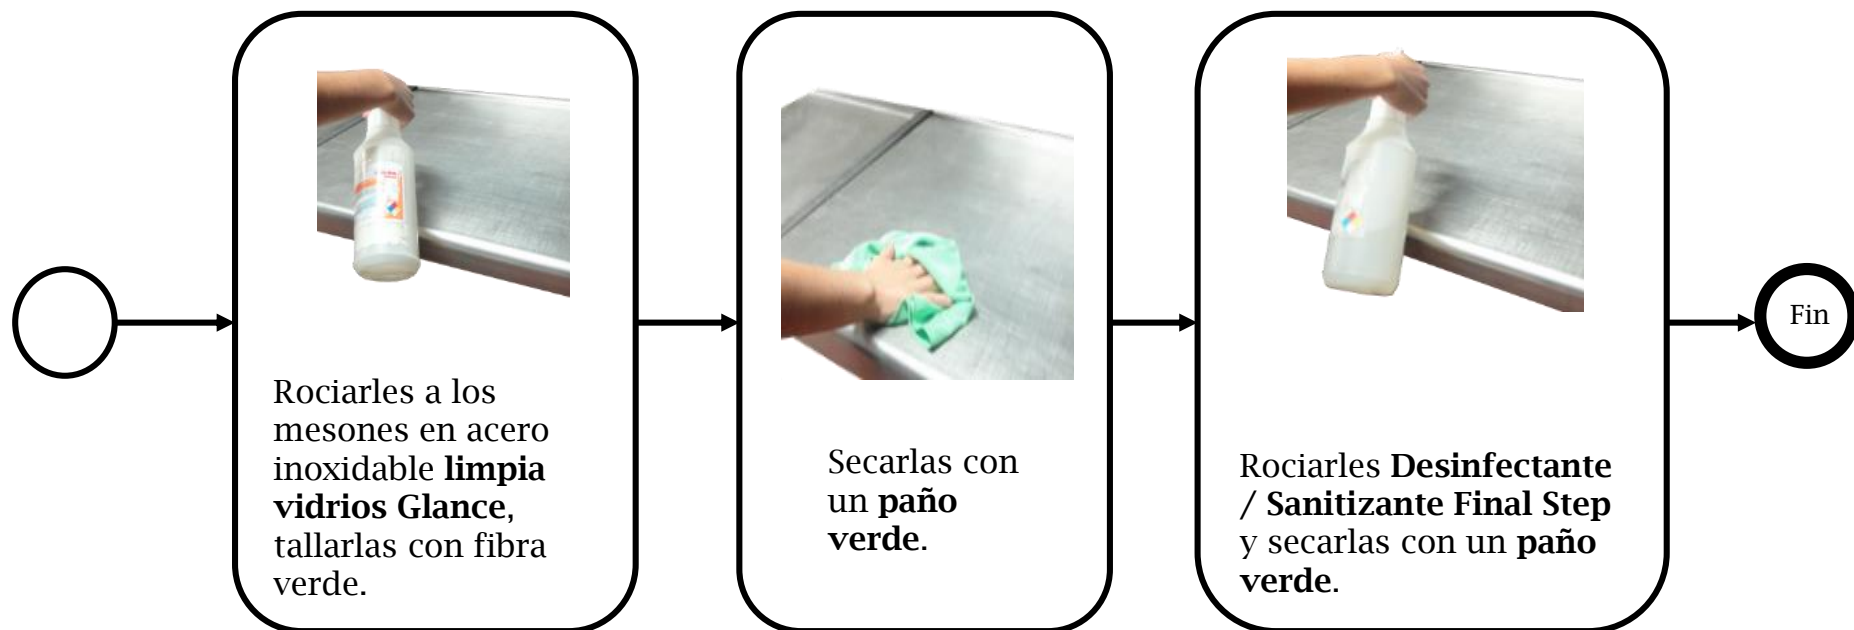 Rociarles a los
mesones en acero
inoxidable limpia
vidrios Glance,
tallarlas con fibra
verde.
Secarlas con
un paño
verde.
Rociarles Desinfectante
/ Sanitizante Final Step
y secarlas con un paño
verde.
Fin